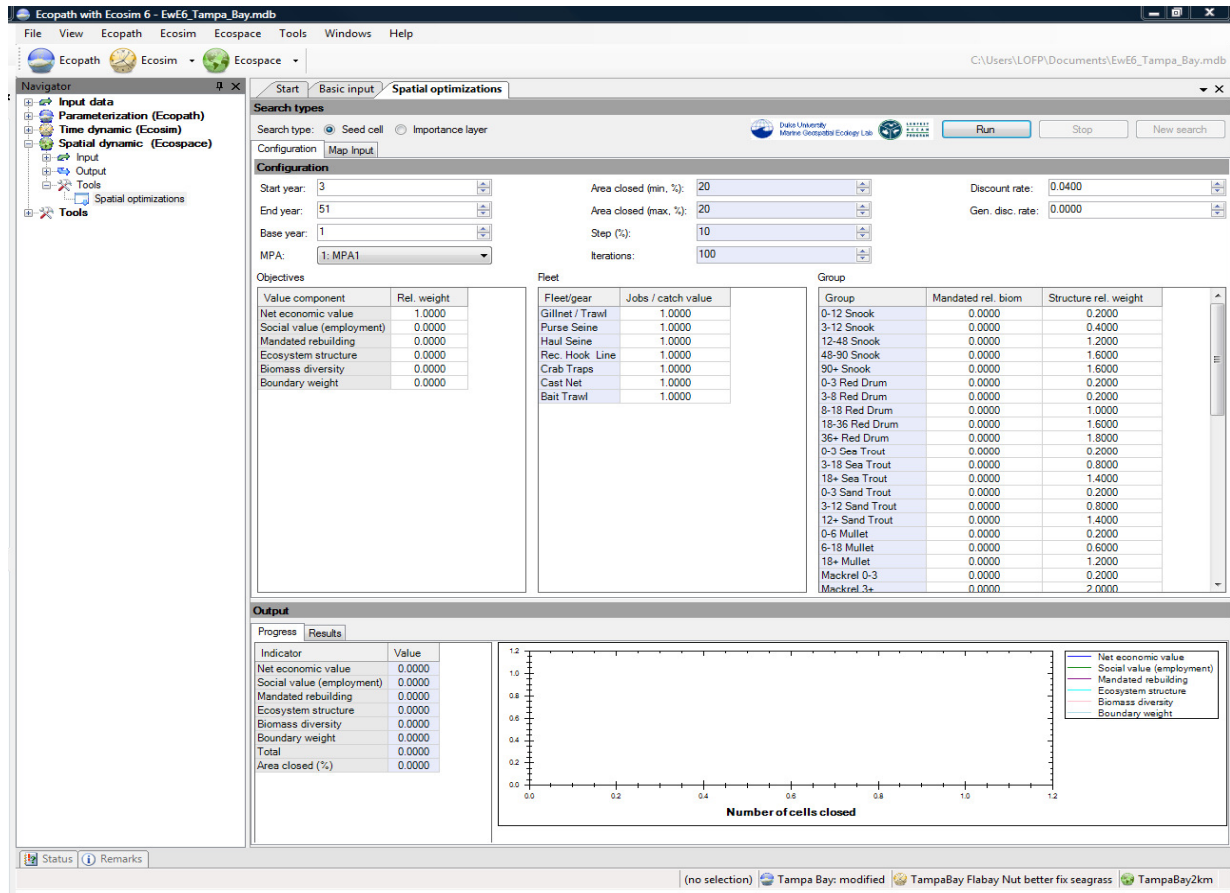 Ecopath with Ecosim 6 - EwE6_Tampa_Bay.mdb
File View Ecopath Ecosim Ecospace Tools Windows Help
Ecopath Ecosim Ecospace C:\Users\LOFP\Documents\EwE6_Tampa_Bay.mdb
Navigator
Input data
Parameterization (Ecopath)
Time dynamic (Ecosim)
Spatial dynamic (Ecospace)
Input
Output
Tools
Spatial optimizations
Tools
Start Basic input Spatial optimizations
Search types
Search type: Seed cell Importance layer
Duke University
Marine Geospatial Ecology Lab
Run Stop New search
Configuration Map Input
Configuration
Start year: 3 Area closed (min, %): 20 Discount rate: 0.0400
End year: 51 Area closed (max, %): 20 Gen. disc. rate: 0.0000
Base year: 1 Step (%): 10
MPA: 1: MPA1 Iterations: 100
Objectives
Value component Rel. weight
Net economic value 1.0000
Social value (employment) 0.0000
Mandated rebuilding 0.0000
Ecosystem structure 0.0000
Biomass diversity 0.0000
Boundary weight 0.0000
Fleet
Fleet/gear Jobs / catch value
Gillnet / Trawl 1.0000
Purse Seine 1.0000
Haul Seine 1.0000
Rec. Hook Line 1.0000
Crab Traps 1.0000
Cast Net 1.0000
Bait Trawl 1.0000
Group
Group Mandated rel. biom Structure rel. weight
0-12 Snook 0.0000 0.2000
3-12 Snook 0.0000 0.4000
12-48 Snook 0.0000 1.2000
48-90 Snook 0.0000 1.6000
90+ Snook 0.0000 1.6000
0-3 Red Drum 0.0000 0.2000
3-8 Red Drum 0.0000 0.2000
8-18 Red Drum 0.0000 1.0000
18-36 Red Drum 0.0000 1.6000
36+ Red Drum 0.0000 1.8000
0-3 Sea Trout 0.0000 0.2000
3-18 Sea Trout 0.0000 0.8000
18+ Sea Trout 0.0000 1.4000
0-3 Sand Trout 0.0000 0.2000
3-12 Sand Trout 0.0000 0.8000
12+ Sand Trout 0.0000 1.4000
0-6 Mullet 0.0000 0.2000
6-18 Mullet 0.0000 0.6000
18+ Mullet 0.0000 1.2000
Mackrel 0-3 0.0000 0.2000
Mackrel 3+ 0.0000 2.0000
Output
Progress Results
Indicator Value
Net economic value 0.0000
Social value (employment) 0.0000
Mandated rebuilding 0.0000
Ecosystem structure 0.0000
Biomass diversity 0.0000
Boundary weight 0.0000
Total 0.0000
Area closed (%) 0.0000
1.2
1.0
0.8
0.6
0.4
0.2
0.0
0.0 0.2 0.4 0.6 0.8 1.0 1.2
Number of cells closed
Net economic value
Social value (employment)
Mandated rebuilding
Ecosystem structure
Biomass diversity
Boundary weight
Status Remarks
(no selection) Tampa Bay: modified TampaBay Flabay Nut better fix seagrass TampaBay2km